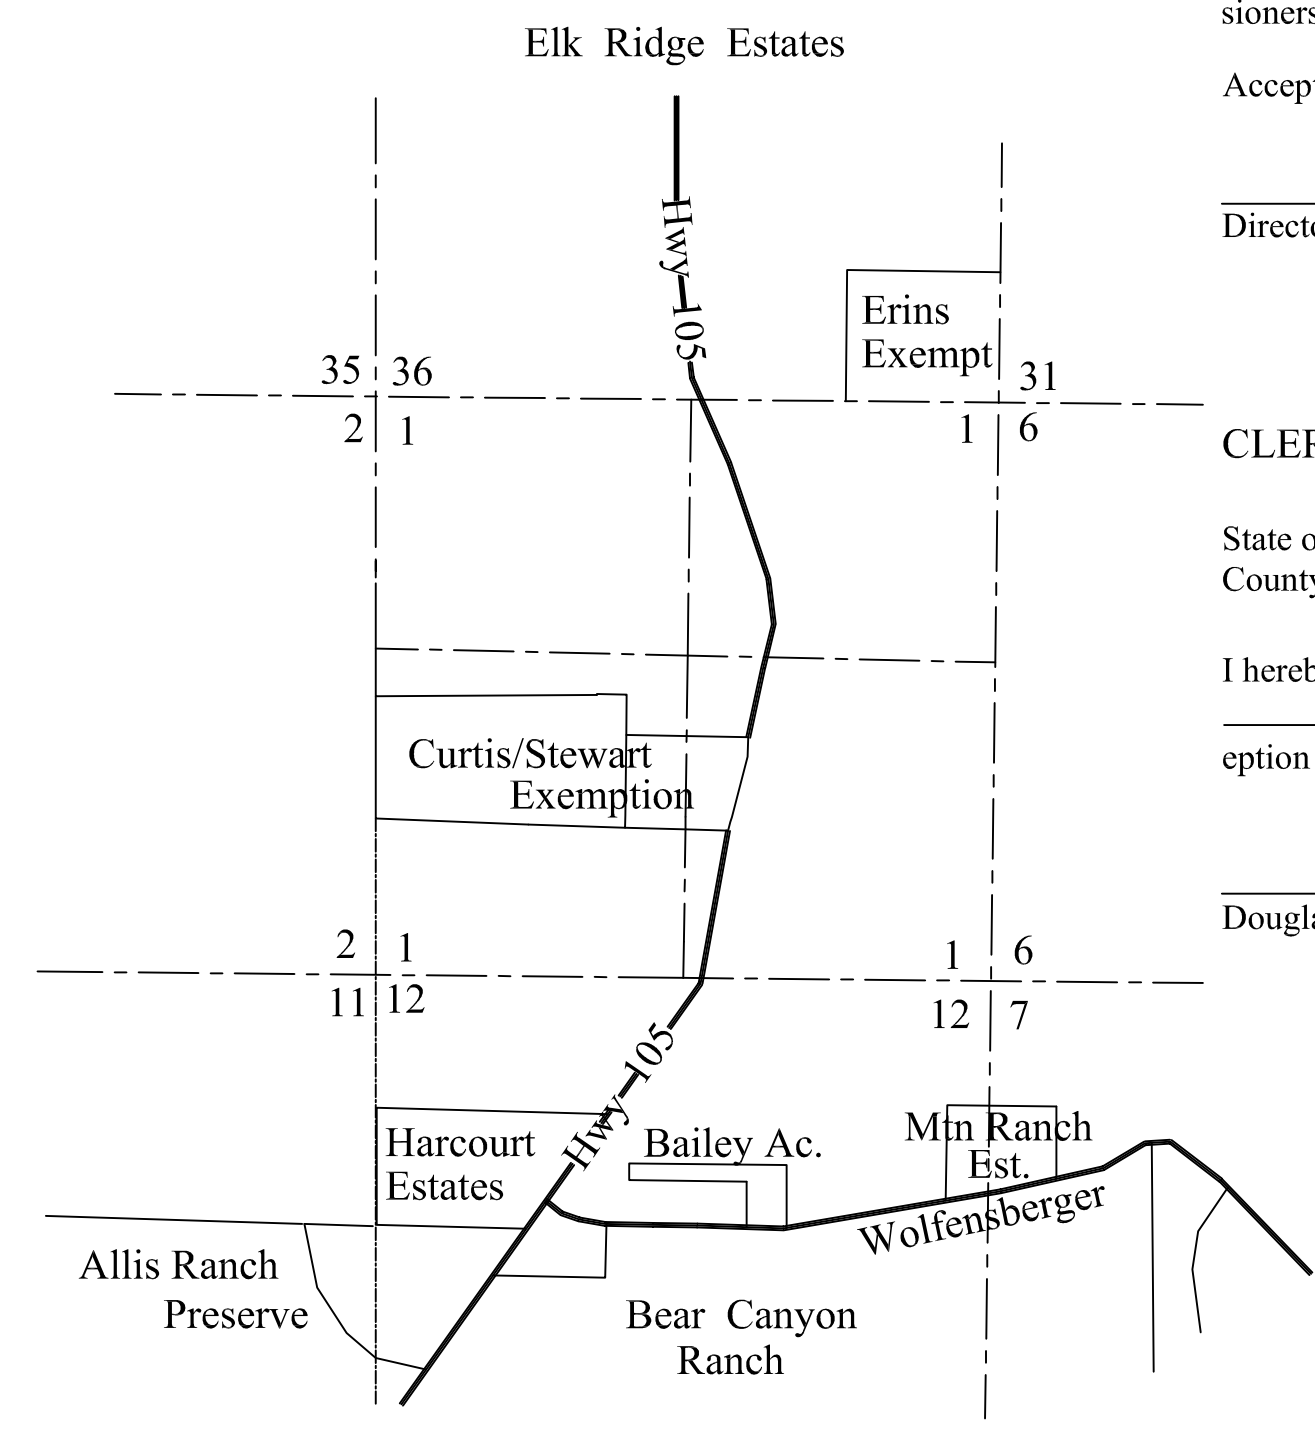 sioners
Elk Ridge Estates
Accep
Hwy 105
Directo
Erins
Exempt
35 36
31
2 1
1 6
CLER
State o
County
I hereb
Curtis/Stewart
Exemption
eption
Dougla
2 1
1 6
11 12
12 7
Hwy 105
Harcourt
Estates
Bailey Ac.
Mtn Ranch
Est.
Wolfensberger
Allis Ranch
Preserve
Bear Canyon
Ranch